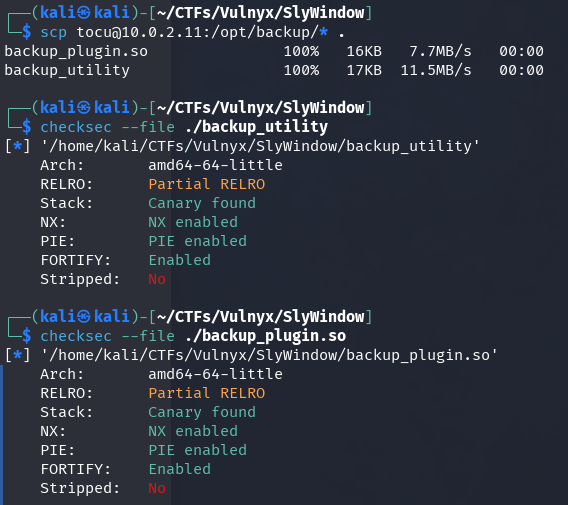 ┌──(kali㉿kali)-[~/CTFs/Vulnyx/SlyWindow]
└─$ scp tocu@10.0.2.11:/opt/backup/* .
backup_plugin.so 100% 16KB 7.7MB/s 00:00
backup_utility 100% 17KB 11.5MB/s 00:00
┌──(kali㉿kali)-[~/CTFs/Vulnyx/SlyWindow]
└─$ checksec --file ./backup_utility
[*] '/home/kali/CTFs/Vulnyx/SlyWindow/backup_utility'
Arch: amd64-64-little
RELRO: Partial RELRO
Stack: Canary found
NX: NX enabled
PIE: PIE enabled
FORTIFY: Enabled
Stripped: No
┌──(kali㉿kali)-[~/CTFs/Vulnyx/SlyWindow]
└─$ checksec --file ./backup_plugin.so
[*] '/home/kali/CTFs/Vulnyx/SlyWindow/backup_plugin.so'
Arch: amd64-64-little
RELRO: Partial RELRO
Stack: Canary found
NX: NX enabled
PIE: PIE enabled
FORTIFY: Enabled
Stripped: No